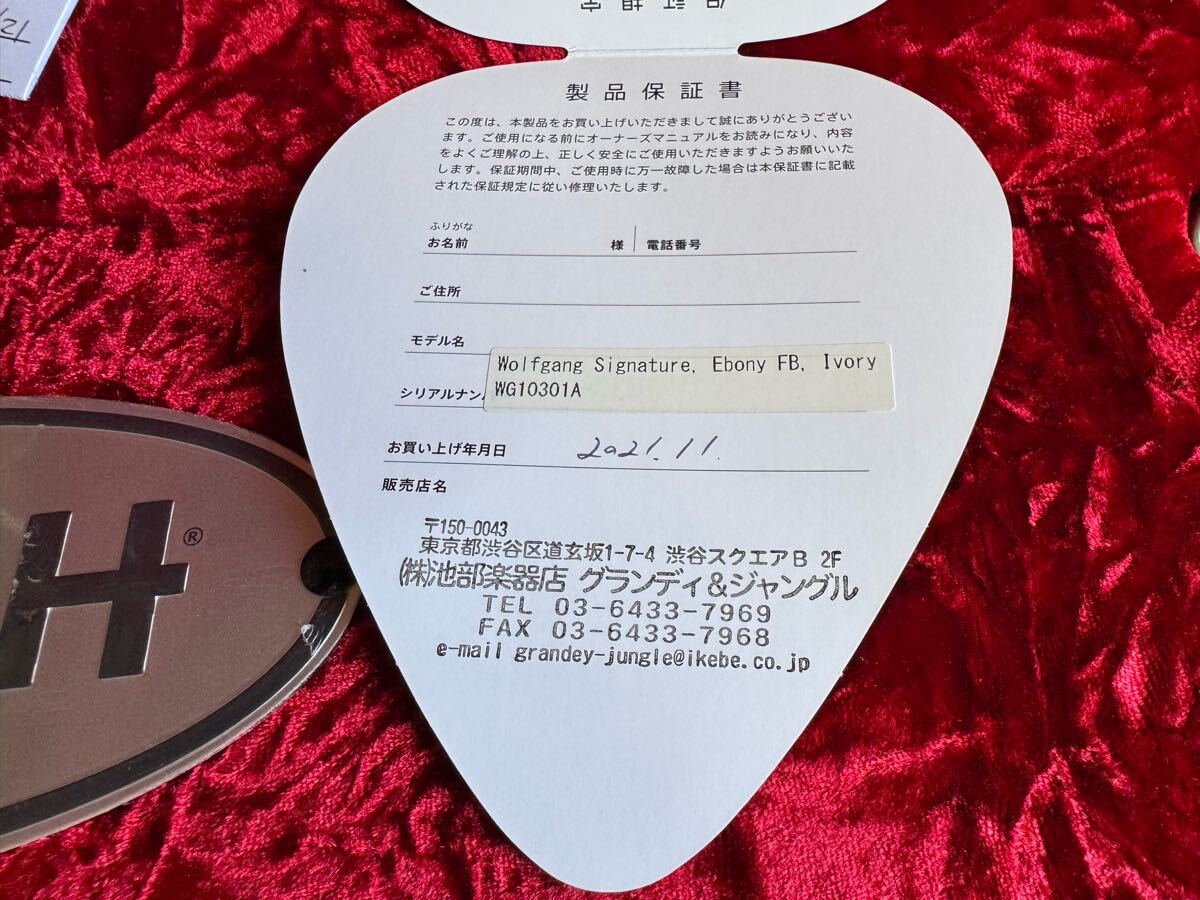 保証規定
製品保証書
この度は、本製品をお買い上げいただきまして誠にありがとうござい
ます。ご使用になる前にオーナーズマニュアルをお読みになり、内容
をよくご理解の上、正しく安全にご使用いただきますようお願いいた
します。保証期間中、ご使用時に万一故障した場合は本保証書に記載
された保証規定に従い修理いたします。
ふりがな
お名前 様 電話番号
ご住所
モデル名
Wolfgang Signature, Ebony FB, Ivory
シリアルナン WG10301A
お買い上げ年月日 2021.11.
販売店名
〒150-0043
東京都渋谷区道玄坂1-7-4 渋谷スクエアB 2F
(株)池部楽器店 グランディ&ジャングル
TEL 03-6433-7969
FAX 03-6433-7968
e-mail grandey-jungle@ikebe.co.jp
H ®